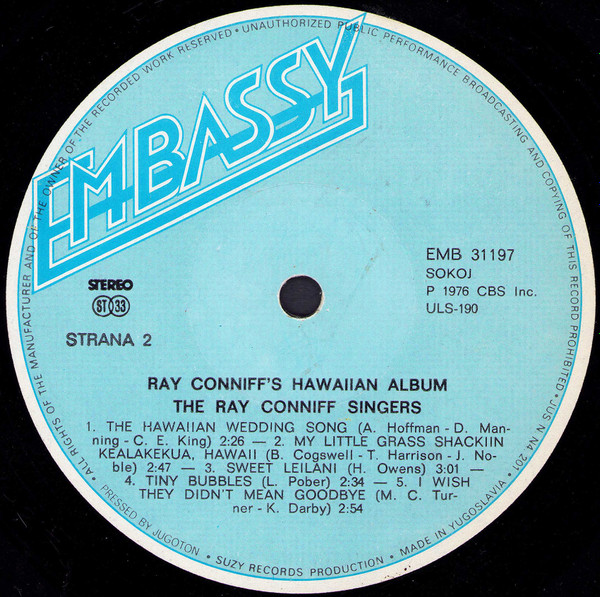 • ALL RIGHTS OF THE MANUFACTURER AND OF THE OWNER OF THE RECORDED WORK RESERVED • UNAUTHORIZED PUBLIC PERFORMANCE BROADCASTING AND COPYING OF THIS RECORD PROHIBITED • JUS N N4 201 •
EMBASSY
STEREO
ST 33
STRANA 2
EMB 31197
SOKOJ
P 1976 CBS Inc.
ULS-190
RAY CONNIFF'S HAWAIIAN ALBUM
THE RAY CONNIFF SINGERS
1. THE HAWAIIAN WEDDING SONG (A. Hoffman - D. Man-
ning - C. E. King) 2:26 — 2. MY LITTLE GRASS SHACKIIN
KEALAKEKUA, HAWAII (B. Cogswell - T. Harrison - J. No-
ble) 2:47 — 3. SWEET LEILANI (H. Owens) 3:01 —
4. TINY BUBBLES (L. Pober) 2:34 — 5. I WISH
THEY DIDN'T MEAN GOODBYE (M. C. Tur-
ner - K. Darby) 2:54
PRESSED BY JUGOTON • SUZY RECORDS PRODUCTION • MADE IN YUGOSLAVIA •